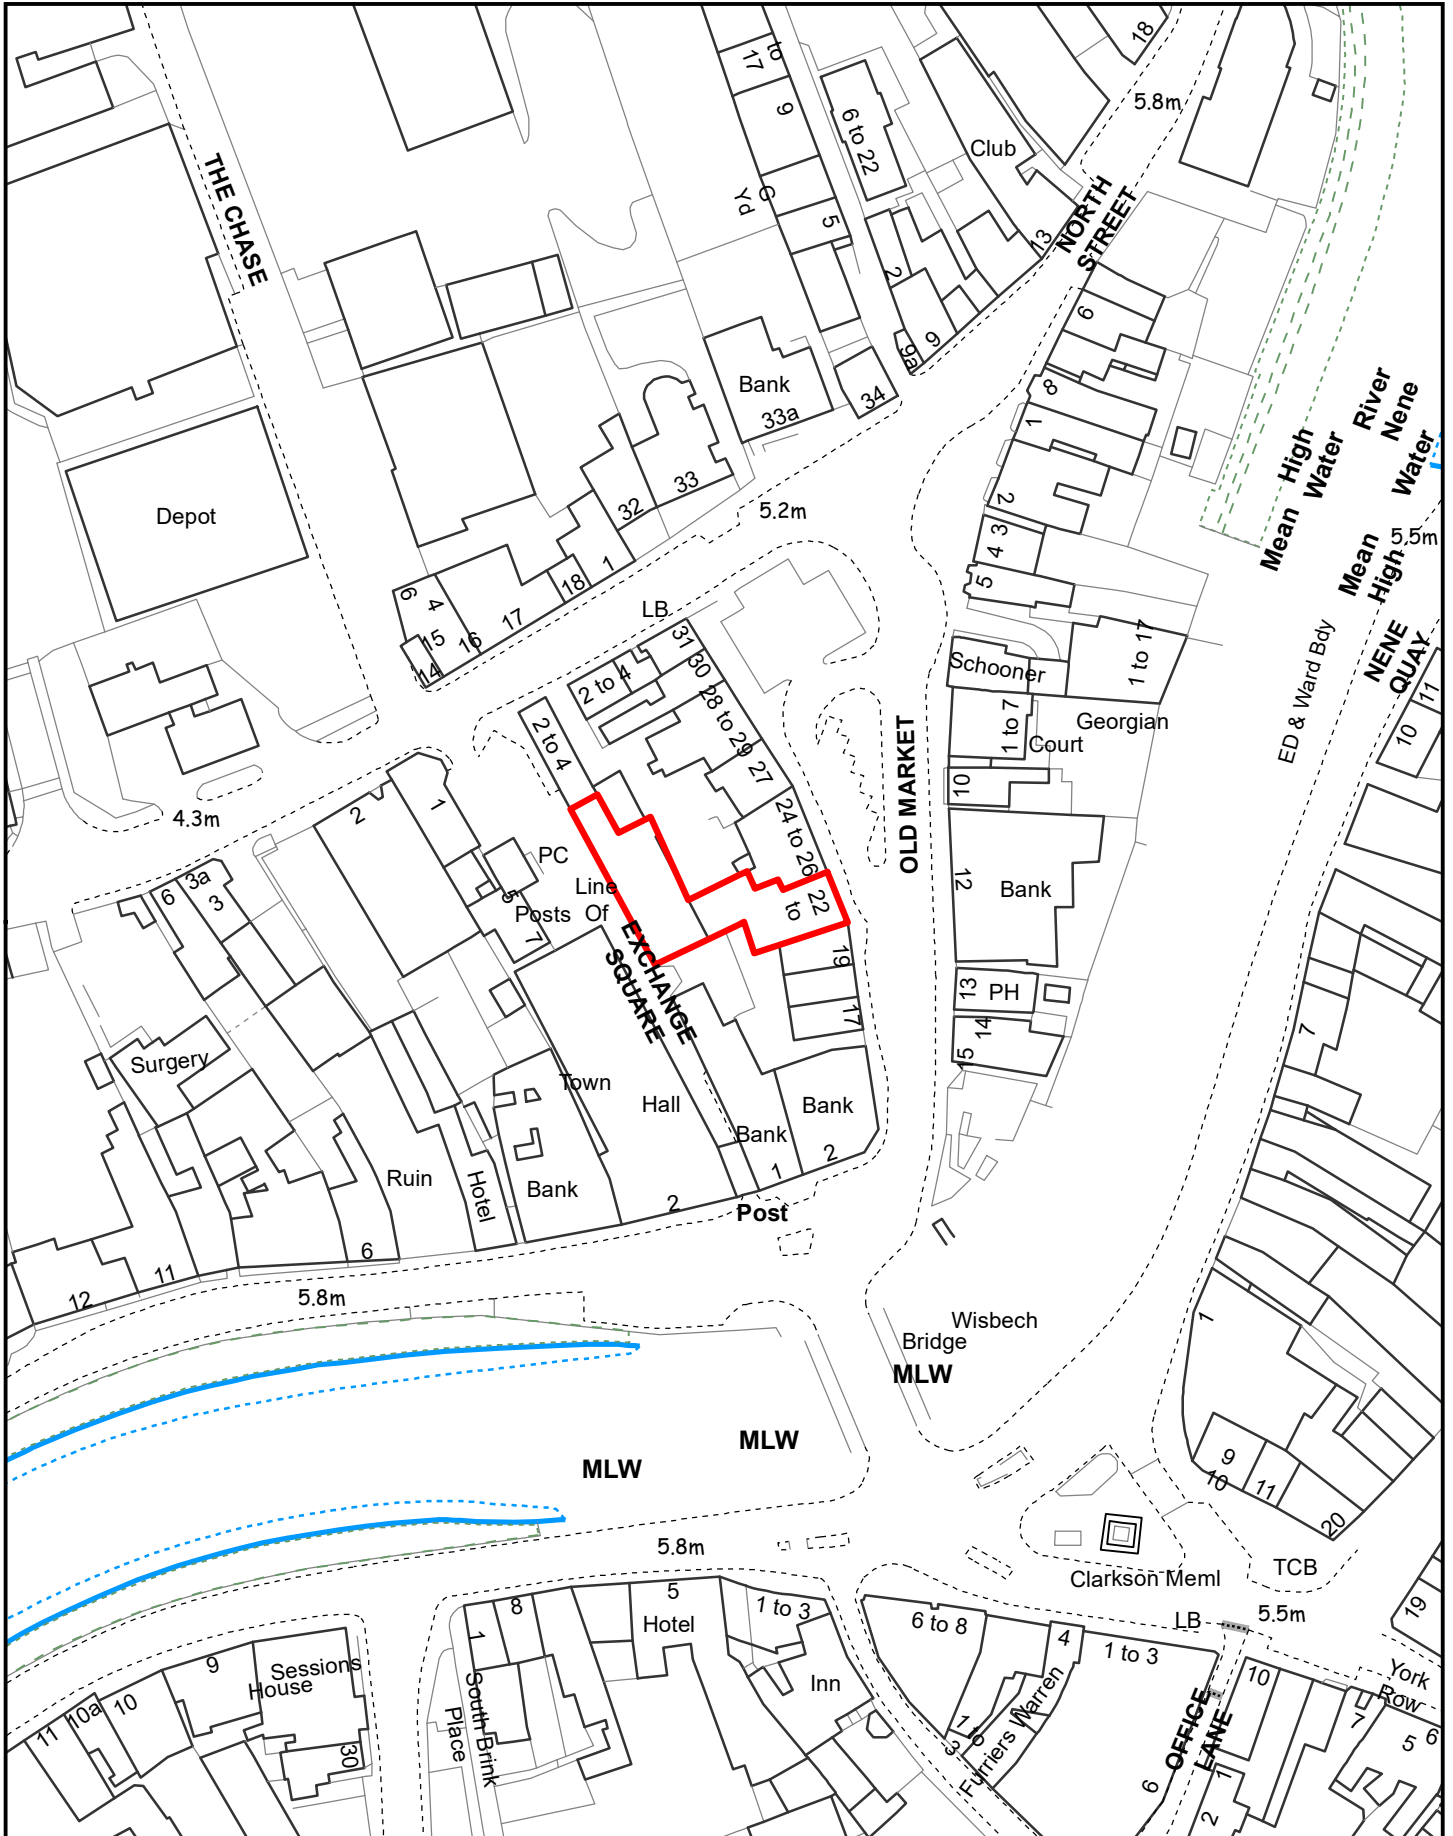 18
to
17
9
6 to 22
Club
5.8m
THE CHASE
G
Yd
5
2
13
NORTH
STREET
9
9a
6
Bank
33a
34
8
1
River
Nene
High
Water
Mean
Water
High
Mean
5.5m
Depot
33
32
5.2m
2
3
4
5
1
18
17
16
15
14
6
4
LB
31
30
2 to 4
28 to 29
27
2 to 4
Schooner
1 to 17
1 to 7
Georgian
Court
10
ED & Ward Bdy
NENE
QUAY
11
10
OLD MARKET
4.3m
2
1
24 to 26
22
to
12
Bank
PC
Line
Of
Posts
5
7
6
3a
3
EXCHANGE
SQUARE
19
17
13
PH
14
15
7
Surgery
Town
Hall
Bank
Bank
1
2
Ruin
Hotel
Bank
2
Post
6
11
12
5.8m
Wisbech
Bridge
MLW
MLW
MLW
1
9
10
11
20
5.8m
Clarkson Meml
TCB
LB
5.5m
19
8
1
5
Hotel
1 to 3
Inn
6 to 8
4
1 to 3
York
Row
9
Sessions
House
10
10a
11
30
South Brink
Place
1 to
3
Furriers Warren
OFFICE
LANE
10
7
5
6
6
1
2